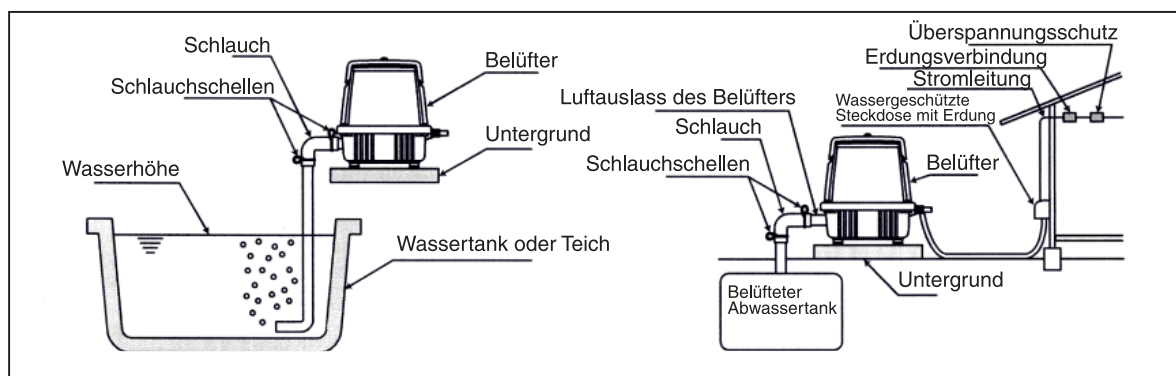 Schlauch
Belüfter
Schlauchschellen
Untergrund
Wasserhöhe
Wassertank oder Teich
Überspannungsschutz
Erdungsverbindung
Stromleitung
Wassergeschützte
Steckdose mit Erdung
Luftauslass des Belüfters
Schlauch
Schlauchschellen
Belüfter
Untergrund
Belüfteter
Abwassertank